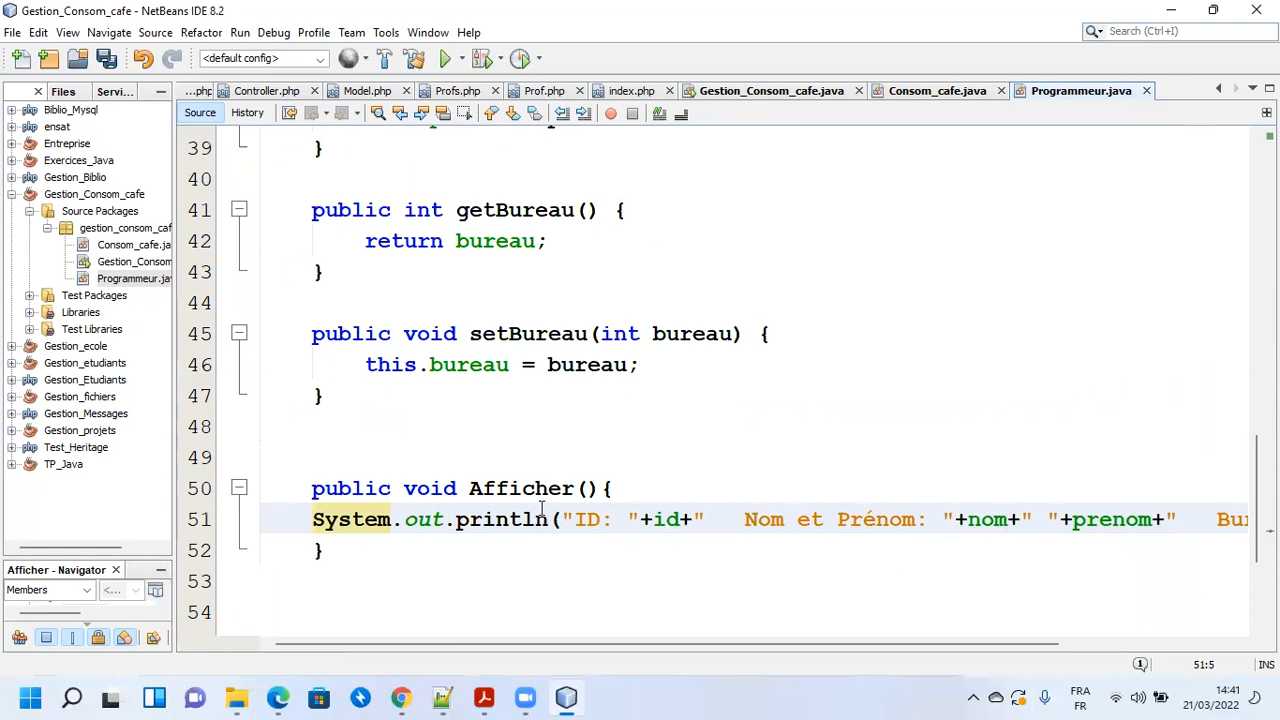 Gestion_Consom_cafe - NetBeans IDE 8.2
File Edit View Navigate Source Refactor Run Debug Profile Team Tools Window Help
Search (Ctrl+I)
<default config>
Files Servi...
...php Controller.php Model.php Profs.php Prof.php index.php Gestion_Consom_cafe.java Consom_cafe.java Programmeur.java
Source History
Biblio_Mysql
ensat
Entreprise
Exercices_Java
Gestion_Biblio
Gestion_Consom_cafe
Source Packages
gestion_consom_caf
Consom_cafe.ja
Gestion_Consom
Programmeur.jav
Test Packages
Libraries
Test Libraries
Gestion_ecole
Gestion_etudiants
Gestion_Etudiants
Gestion_fichiers
Gestion_Messages
Gestion_projets
Test_Heritage
TP_Java
39 }
40
41 public int getBureau() {
42 return bureau;
43 }
44
45 public void setBureau(int bureau) {
46 this.bureau = bureau;
47 }
48
49
50 public void Afficher(){
51 System.out.println("ID: "+id+"   Nom et Prénom: "+nom+" "+prenom+"   Bur
52 }
53
54
Afficher - Navigator
Members <...
1 51:5 INS
FRA
FR
14:41
21/03/2022